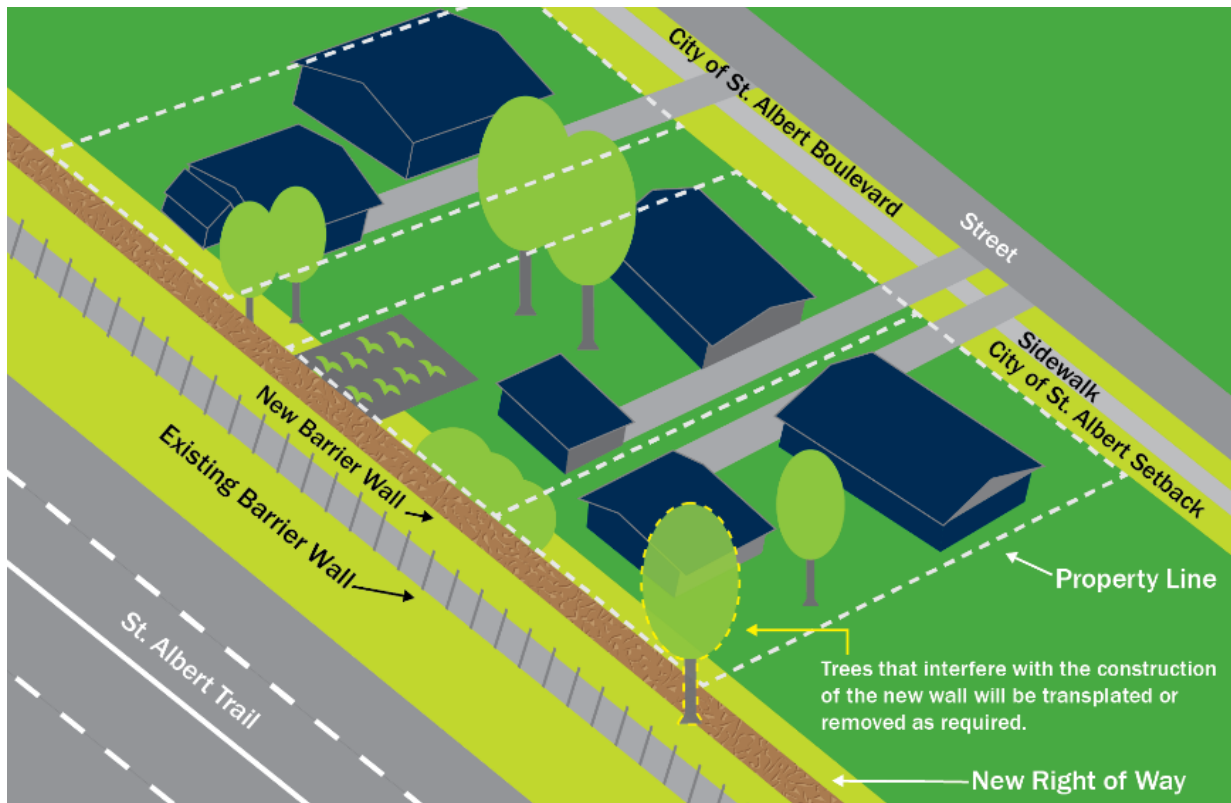 City of St. Albert Boulevard
Street
Sidewalk
City of St. Albert Setback
New Barrier Wall
Existing Barrier Wall
St. Albert Trail
Property Line
Trees that interfere with the construction
of the new wall will be transplated or
removed as required.
New Right of Way